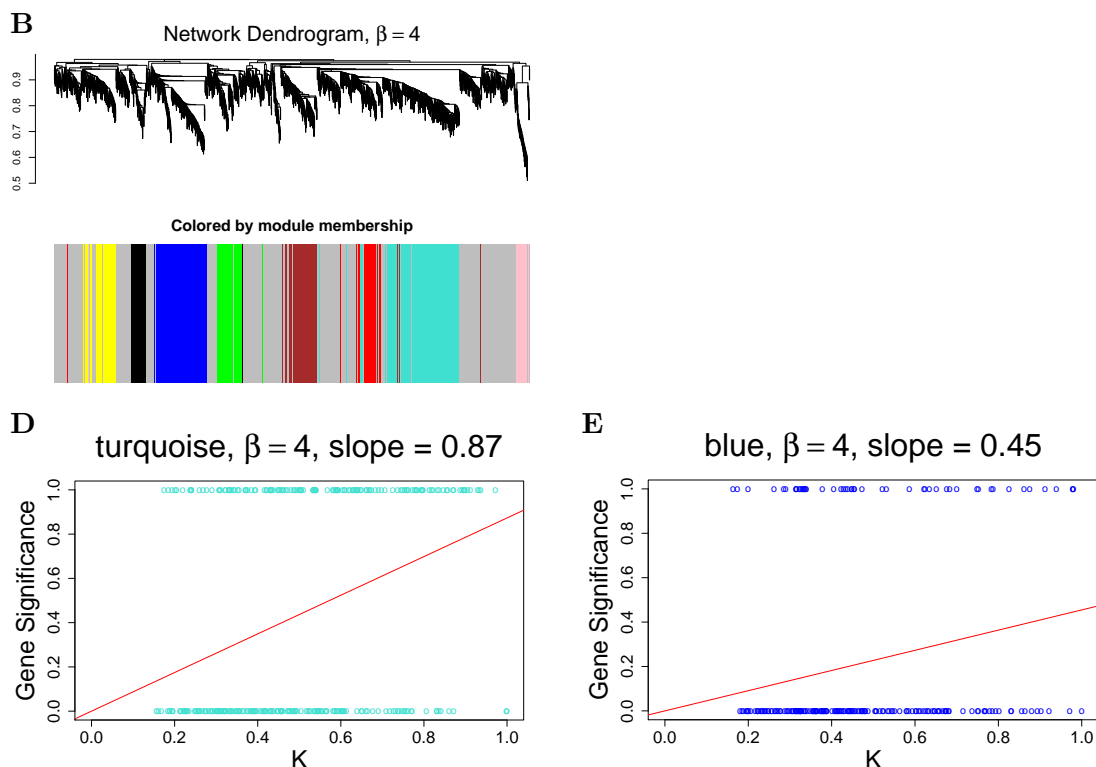 B
Network Dendrogram, β = 4
0.9
0.8
0.7
0.6
0.5
Colored by module membership
D
turquoise, β = 4, slope = 0.87
Gene Significance
1.0
0.8
0.6
0.4
0.2
0.0
0.0 0.2 0.4 0.6 0.8 1.0
K
E
blue, β = 4, slope = 0.45
Gene Significance
1.0
0.8
0.6
0.4
0.2
0.0
0.0 0.2 0.4 0.6 0.8 1.0
K